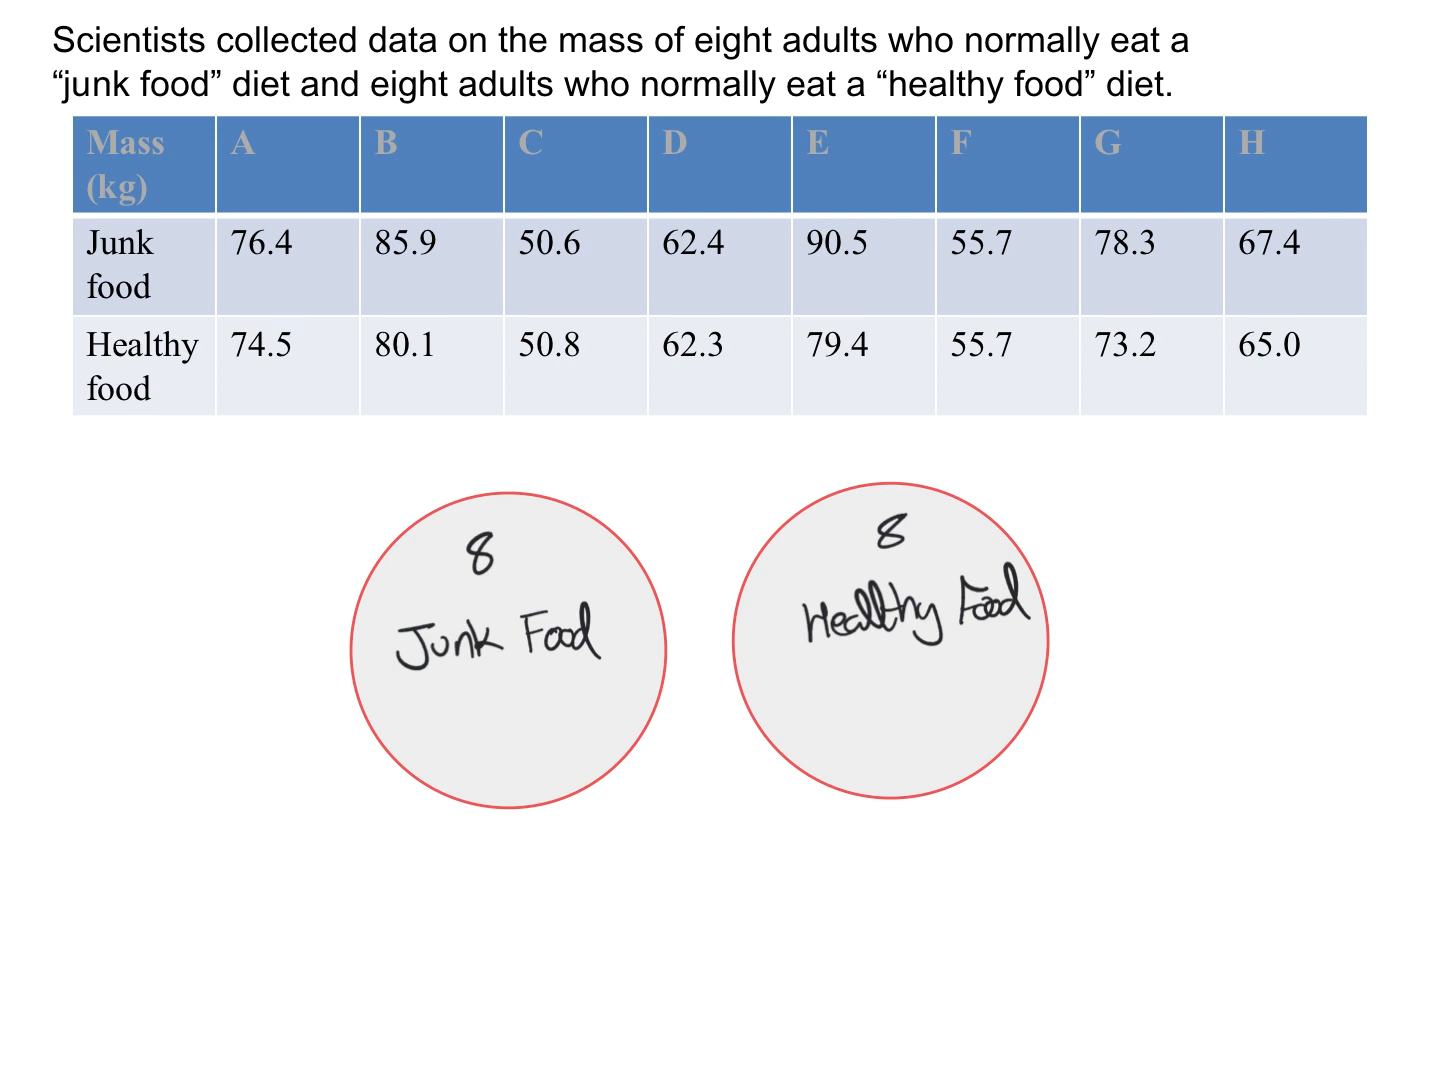 Scientists collected data on the mass of eight adults who normally eat a
“junk food” diet and eight adults who normally eat a “healthy food” diet.
Mass (kg) A B C D E F G H
Junk food 76.4 85.9 50.6 62.4 90.5 55.7 78.3 67.4
Healthy food 74.5 80.1 50.8 62.3 79.4 55.7 73.2 65.0
8
Junk Food
8
Healthy Food